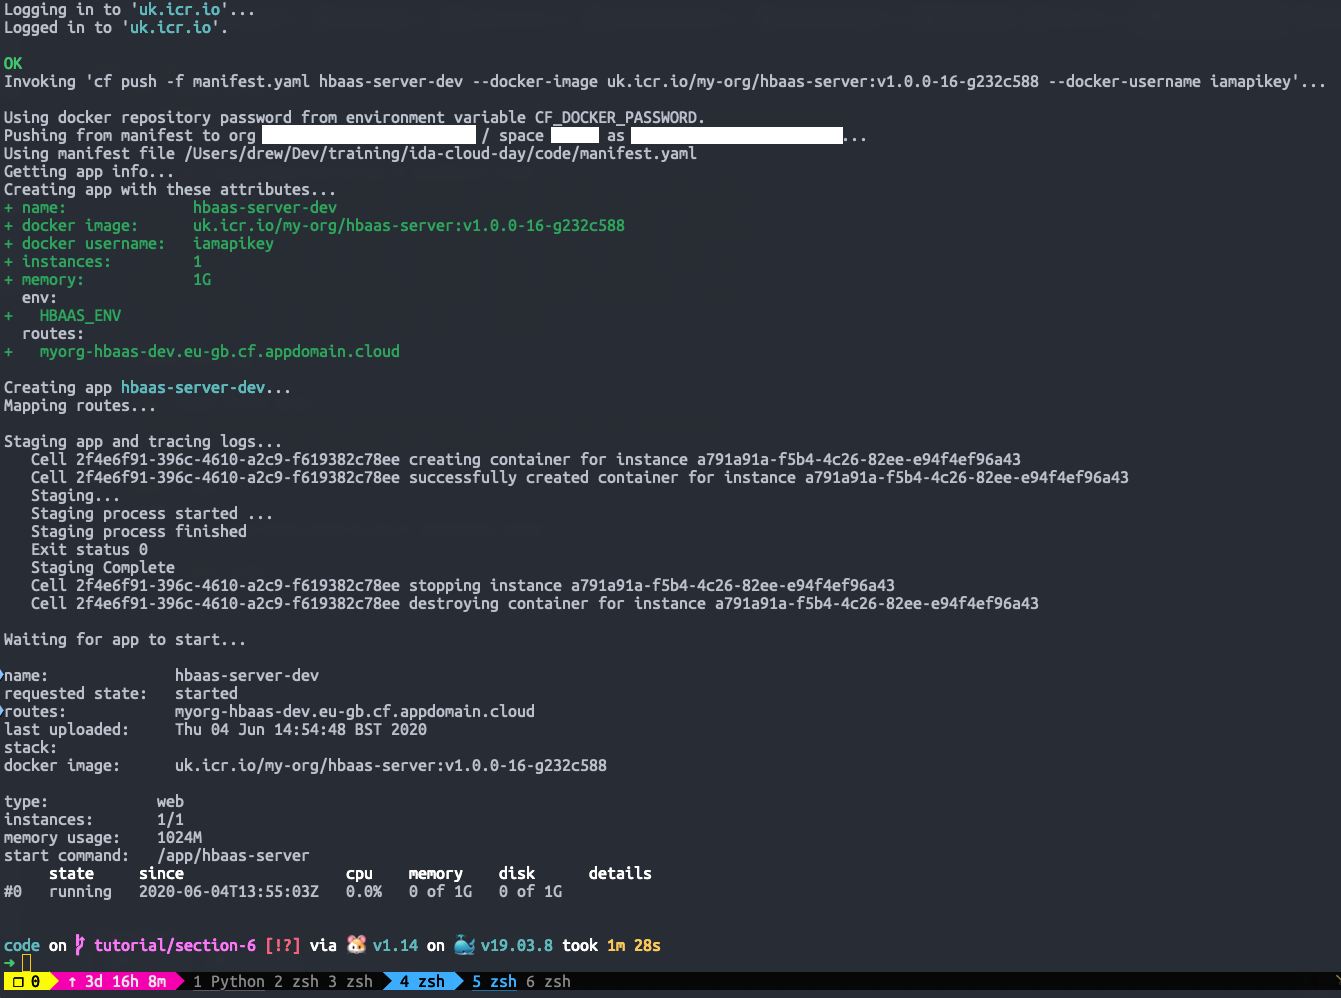 Logging in to 'uk.icr.io'...
Logged in to 'uk.icr.io'.
OK
Invoking 'cf push -f manifest.yaml hbaas-server-dev --docker-image uk.icr.io/my-org/hbaas-server:v1.0.0-16-g232c588 --docker-username iamapikey'...
Using docker repository password from environment variable CF_DOCKER_PASSWORD.
Pushing from manifest to org / space as ...
Using manifest file /Users/drew/Dev/training/ida-cloud-day/code/manifest.yaml
Getting app info...
Creating app with these attributes...
+ name: hbaas-server-dev
+ docker image: uk.icr.io/my-org/hbaas-server:v1.0.0-16-g232c588
+ docker username: iamapikey
+ instances: 1
+ memory: 1G
env:
+ HBAAS_ENV
routes:
+ myorg-hbaas-dev.eu-gb.cf.appdomain.cloud
Creating app hbaas-server-dev...
Mapping routes...
Staging app and tracing logs...
Cell 2f4e6f91-396c-4610-a2c9-f619382c78ee creating container for instance a791a91a-f5b4-4c26-82ee-e94f4ef96a43
Cell 2f4e6f91-396c-4610-a2c9-f619382c78ee successfully created container for instance a791a91a-f5b4-4c26-82ee-e94f4ef96a43
Staging...
Staging process started ...
Staging process finished
Exit status 0
Staging Complete
Cell 2f4e6f91-396c-4610-a2c9-f619382c78ee stopping instance a791a91a-f5b4-4c26-82ee-e94f4ef96a43
Cell 2f4e6f91-396c-4610-a2c9-f619382c78ee destroying container for instance a791a91a-f5b4-4c26-82ee-e94f4ef96a43
Waiting for app to start...
name: hbaas-server-dev
requested state: started
routes: myorg-hbaas-dev.eu-gb.cf.appdomain.cloud
last uploaded: Thu 04 Jun 14:54:48 BST 2020
stack:
docker image: uk.icr.io/my-org/hbaas-server:v1.0.0-16-g232c588
type: web
instances: 1/1
memory usage: 1024M
start command: /app/hbaas-server
state since cpu memory disk details
#0 running 2020-06-04T13:55:03Z 0.0% 0 of 1G 0 of 1G
code on tutorial/section-6 [!?] via 🐹 v1.14 on 🐳 v19.03.8 took 1m 28s
➜
0 ↑ 3d 16h 8m 1 Python 2 zsh 3 zsh 4 zsh 5 zsh 6 zsh